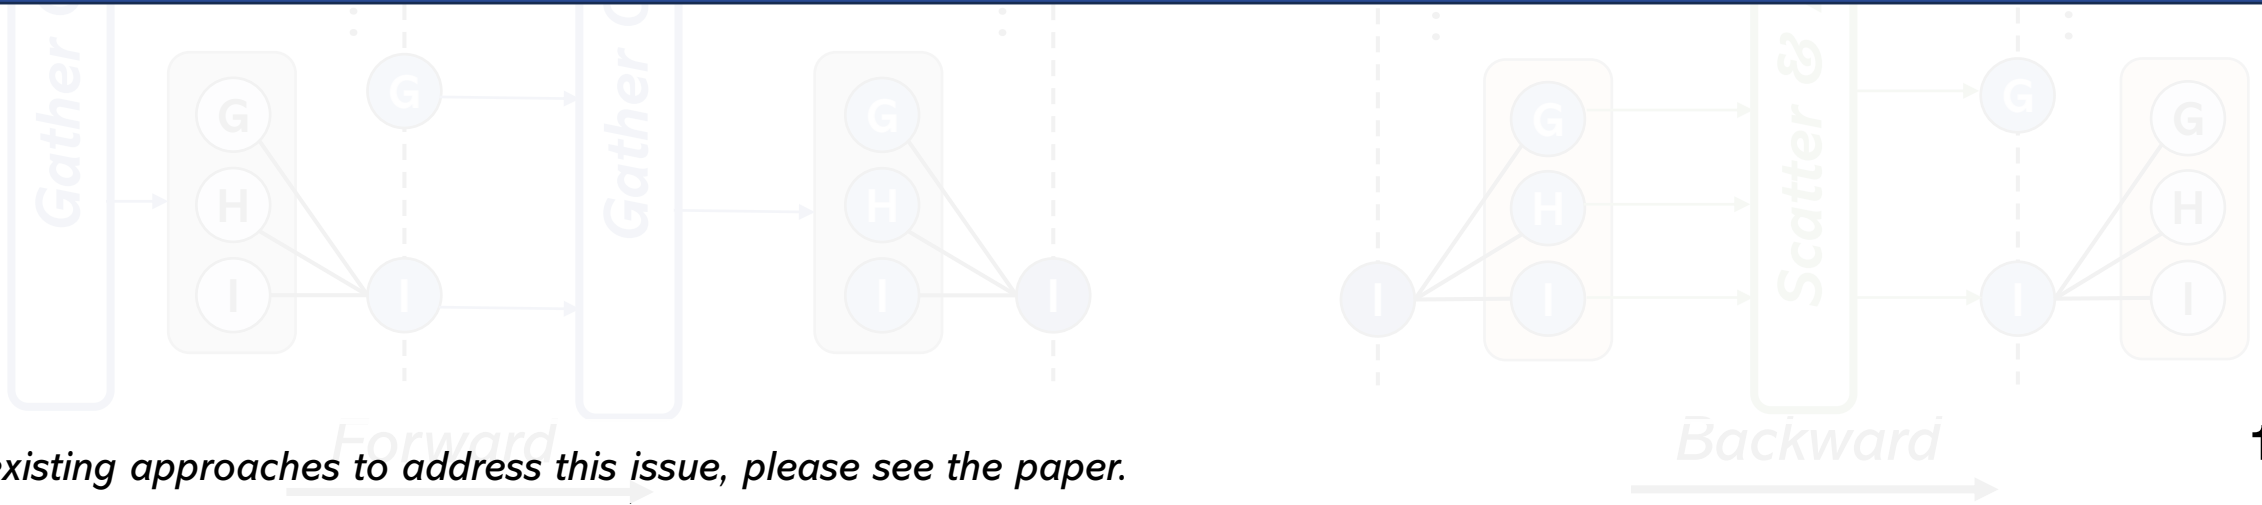 Gather
Gather
Scatter &
G
G
G
G
G
G
H
H
H
H
I
I
I
I
I
I
I
I
Forward
Backward
existing approaches to address this issue, please see the paper.